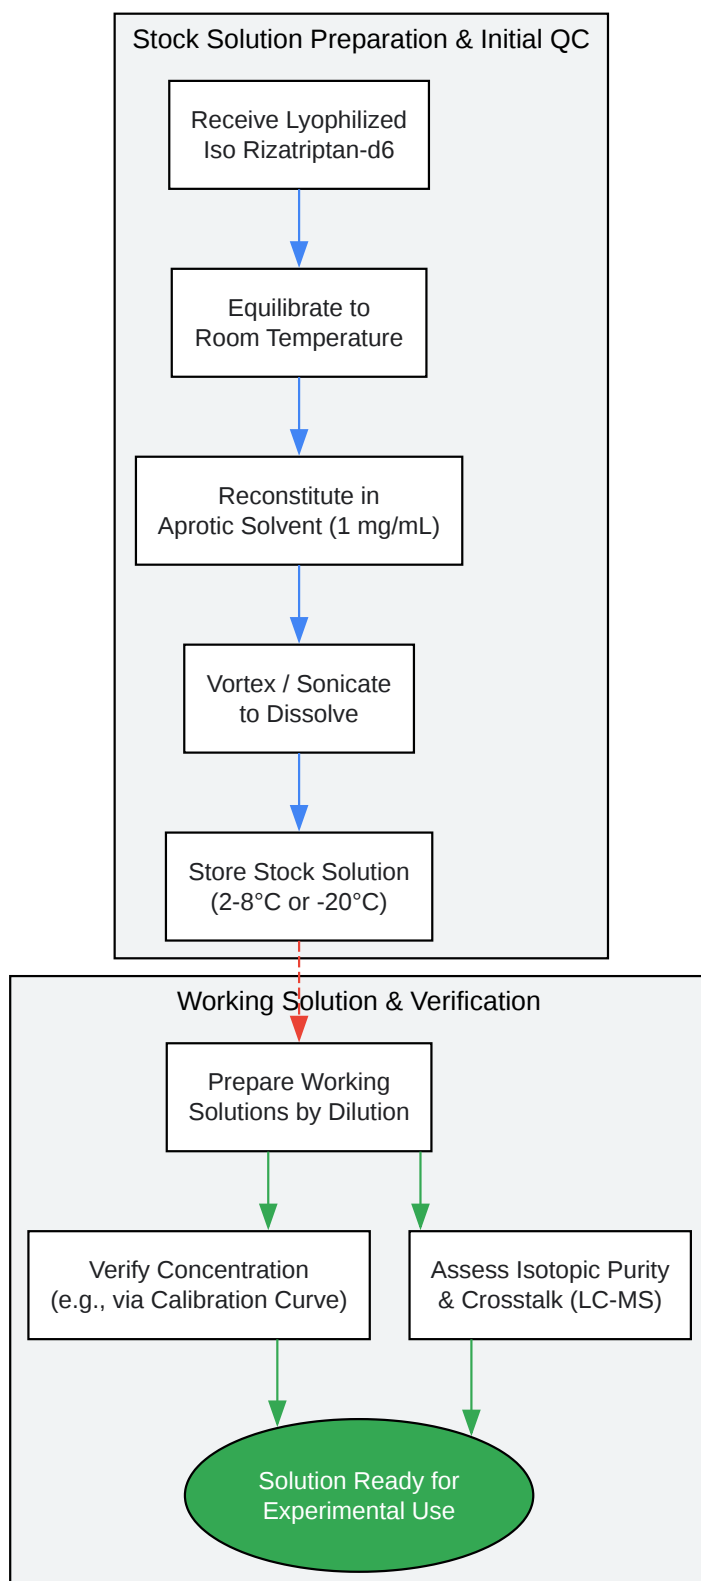 Stock Solution Preparation & Initial QC
Receive Lyophilized
Iso Rizatriptan-d6
Equilibrate to
Room Temperature
Reconstitute in
Aprotic Solvent (1 mg/mL)
Vortex / Sonicate
to Dissolve
Store Stock Solution
(2-8°C or -20°C)
Working Solution & Verification
Prepare Working
Solutions by Dilution
Verify Concentration
(e.g., via Calibration Curve)
Assess Isotopic Purity
& Crosstalk (LC-MS)
Solution Ready for
Experimental Use